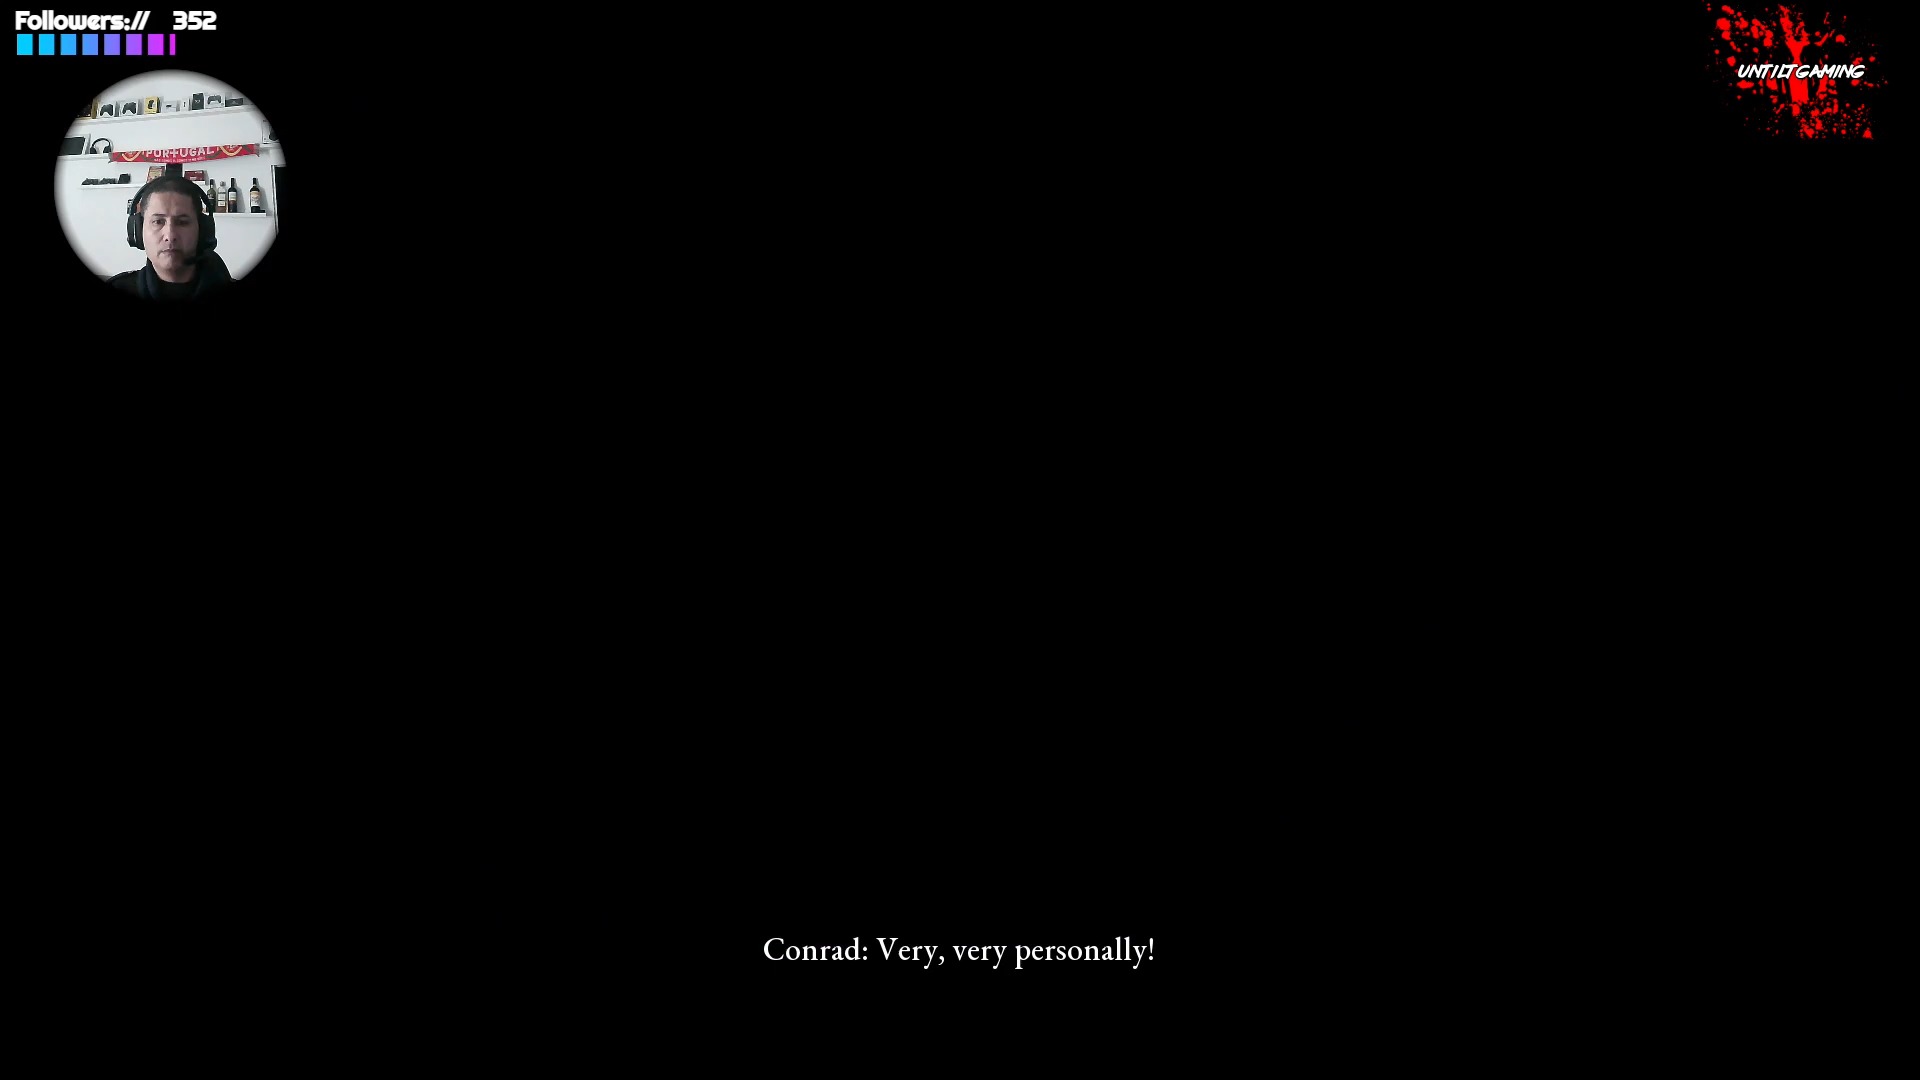 Followers:// 352
UNTILTGAMING
PORTUGAL
Conrad: Very, very personally!